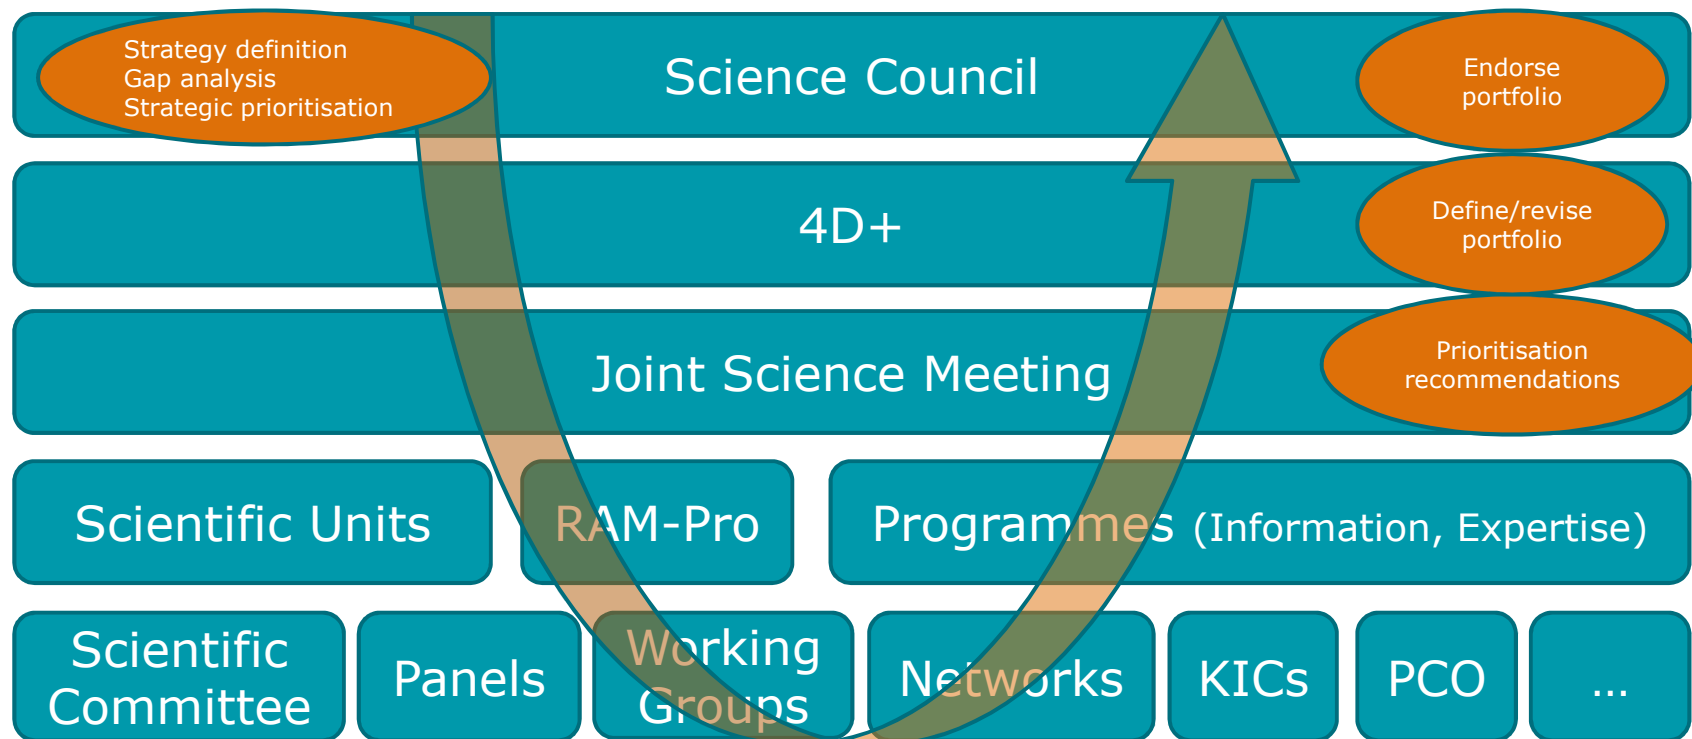 Strategy definition
Gap analysis
Strategic prioritisation
Science Council
Endorse
portfolio
4D+
Define/revise
portfolio
Joint Science Meeting
Prioritisation
recommendations
Scientific Units
RAM-Pro
Programmes (Information, Expertise)
Scientific
Committee
Panels
Working
Groups
Networks
KICs
PCO
...